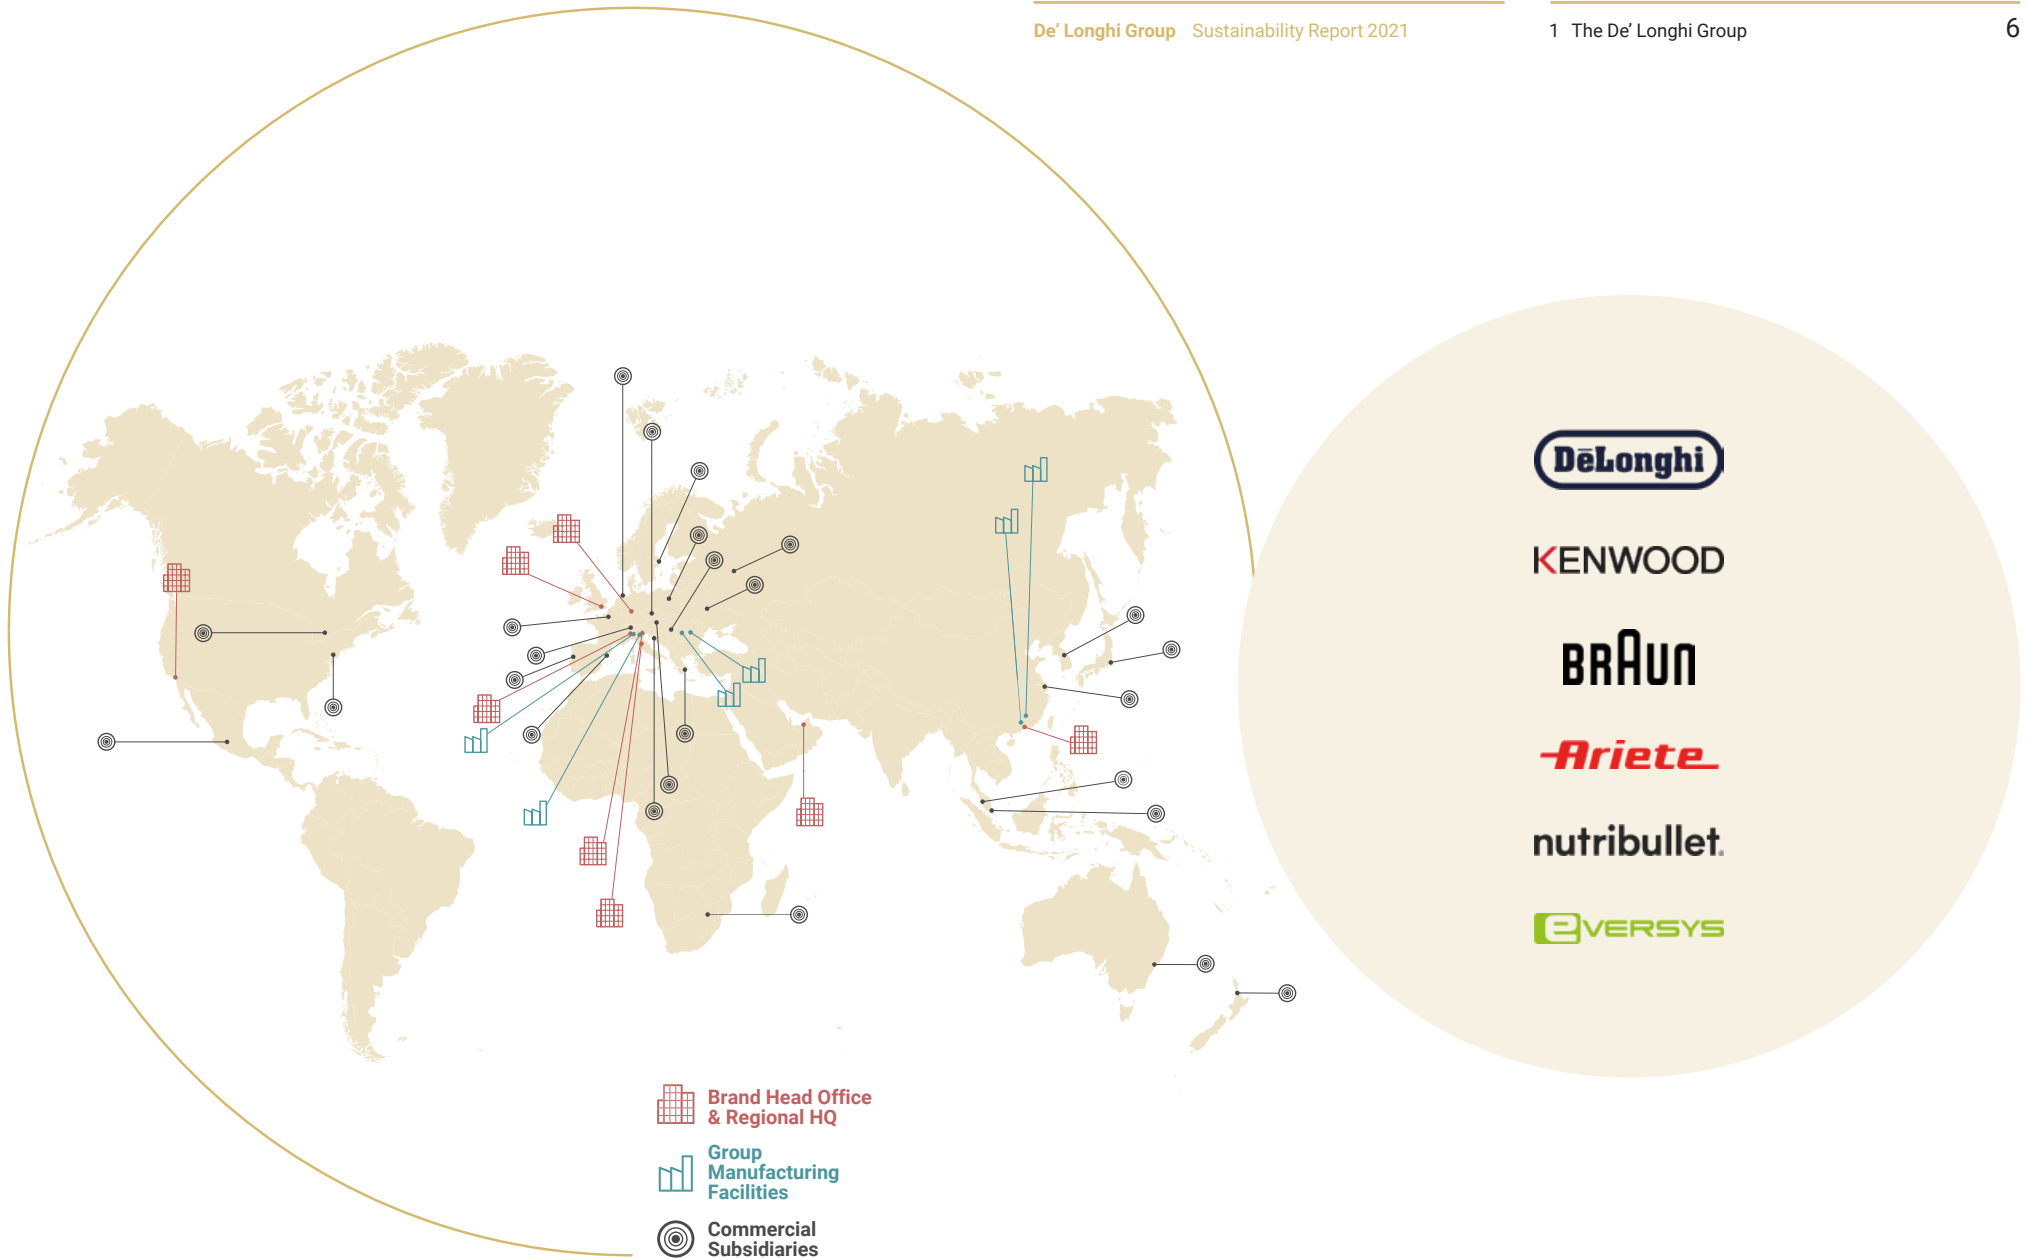 De’ Longhi Group Sustainability Report 2021
1 The De’ Longhi Group
6
DeLonghi
KENWOOD
BRAUN
Ariete
nutribullet.
eversys
Brand Head Office
& Regional HQ
Group
Manufacturing
Facilities
Commercial
Subsidiaries